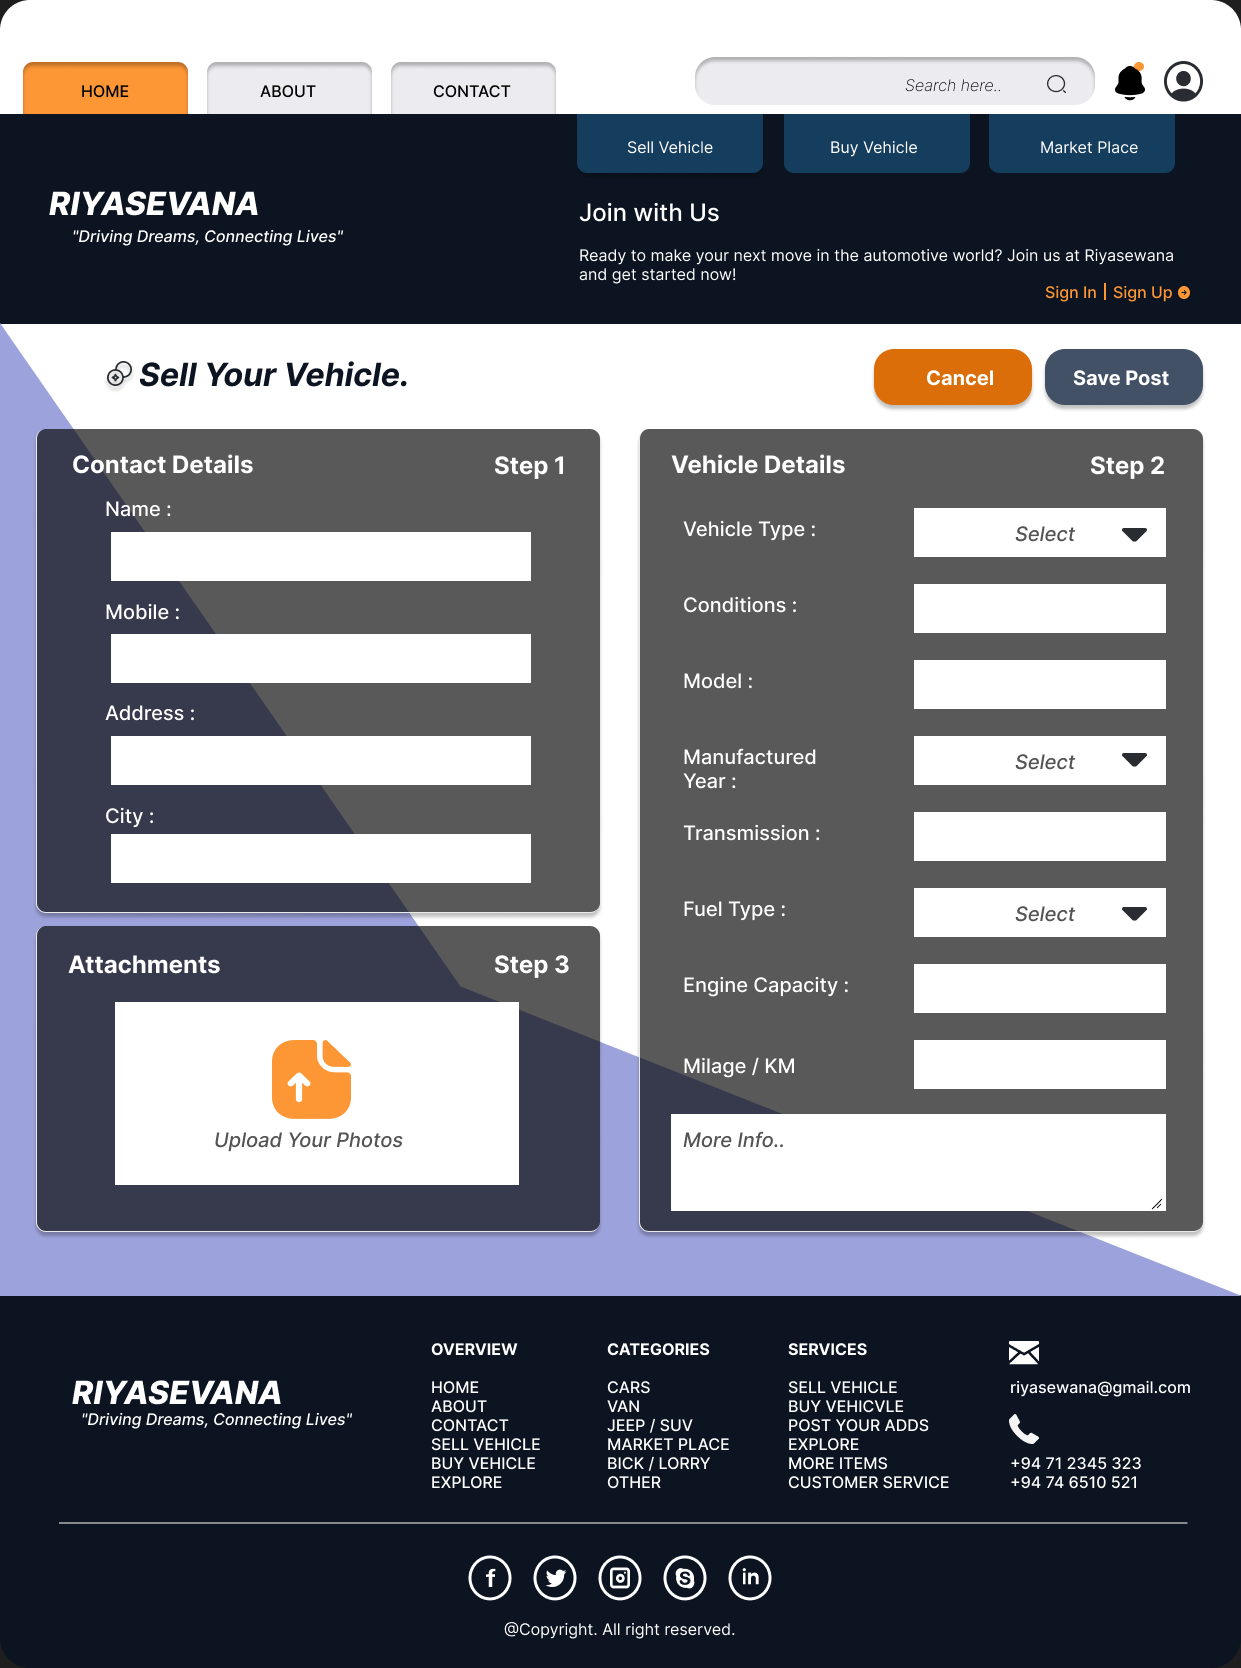 HOME
ABOUT
CONTACT
Search here..
Sell Vehicle
Buy Vehicle
Market Place
RIYASEVANA
"Driving Dreams, Connecting Lives"
Join with Us
Ready to make your next move in the automotive world? Join us at Riyasewana
and get started now!
Sign In | Sign Up
Sell Your Vehicle.
Cancel
Save Post
Contact Details
Step 1
Name :
Mobile :
Address :
City :
Vehicle Details
Step 2
Vehicle Type :
Select
Conditions :
Model :
Manufactured
Year :
Select
Transmission :
Fuel Type :
Select
Engine Capacity :
Milage / KM
More Info..
Attachments
Step 3
Upload Your Photos
RIYASEVANA
"Driving Dreams, Connecting Lives"
OVERVIEW
HOME
ABOUT
CONTACT
SELL VEHICLE
BUY VEHICLE
EXPLORE
CATEGORIES
CARS
VAN
JEEP / SUV
MARKET PLACE
BICK / LORRY
OTHER
SERVICES
SELL VEHICLE
BUY VEHICVLE
POST YOUR ADDS
EXPLORE
MORE ITEMS
CUSTOMER SERVICE
riyasewana@gmail.com
+94 71 2345 323
+94 74 6510 521
@Copyright. All right reserved.